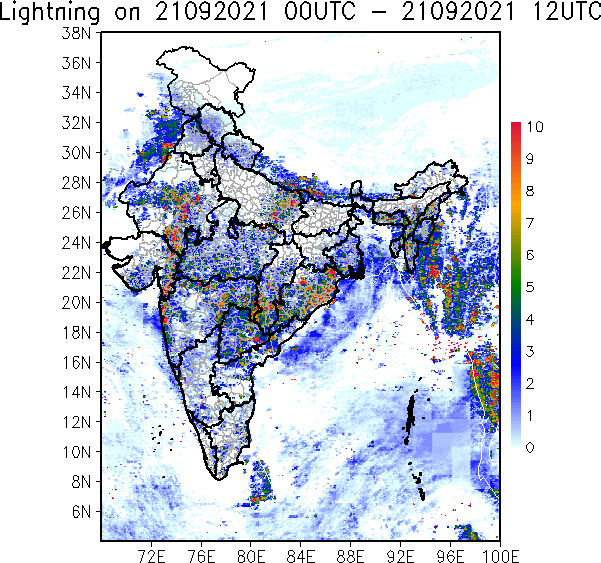 Lightning on 21092021 00UTC – 21092021 12UTC
38N
36N
34N
32N
30N
28N
26N
24N
22N
20N
18N
16N
14N
12N
10N
8N
6N
72E 76E 80E 84E 88E 92E 96E 100E
10
9
8
7
6
5
4
3
2
1
0